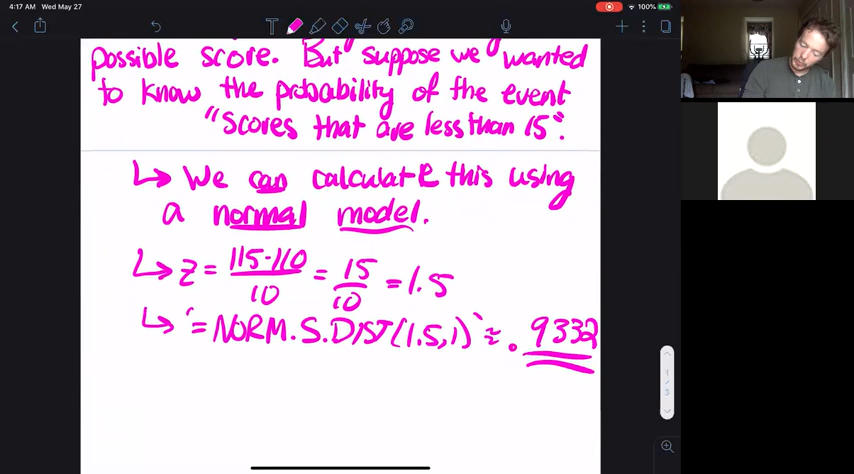 4:17 AM Wed May 27
100%
possible score. But suppose we wanted
to know the probability of the event
"Scores that are less than 15".
↳ We can calculate this using
a normal model.
↳ z = 115-110/10 = 15/10 = 1.5
↳ '= NORM.S.DIST(1.5,1)' ≈ .9332